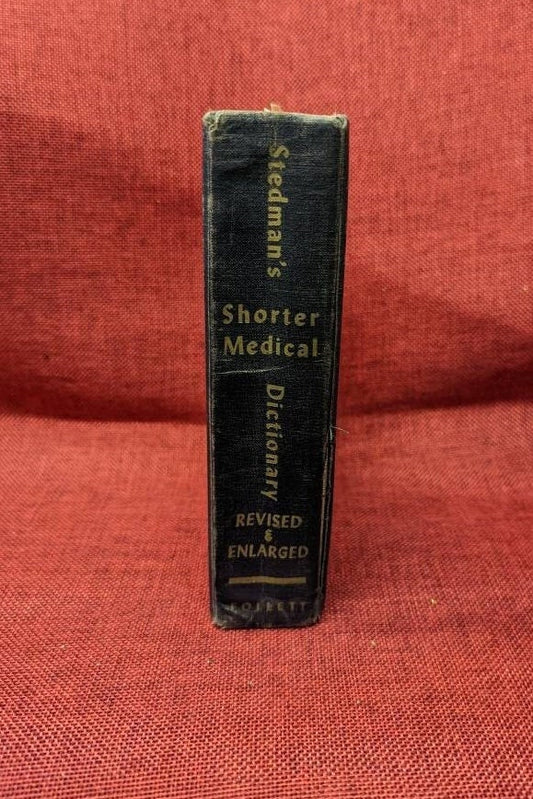 Stedman's
Shorter
Medical
Dictionary
REVISED
&
ENLARGED
FOLLETT